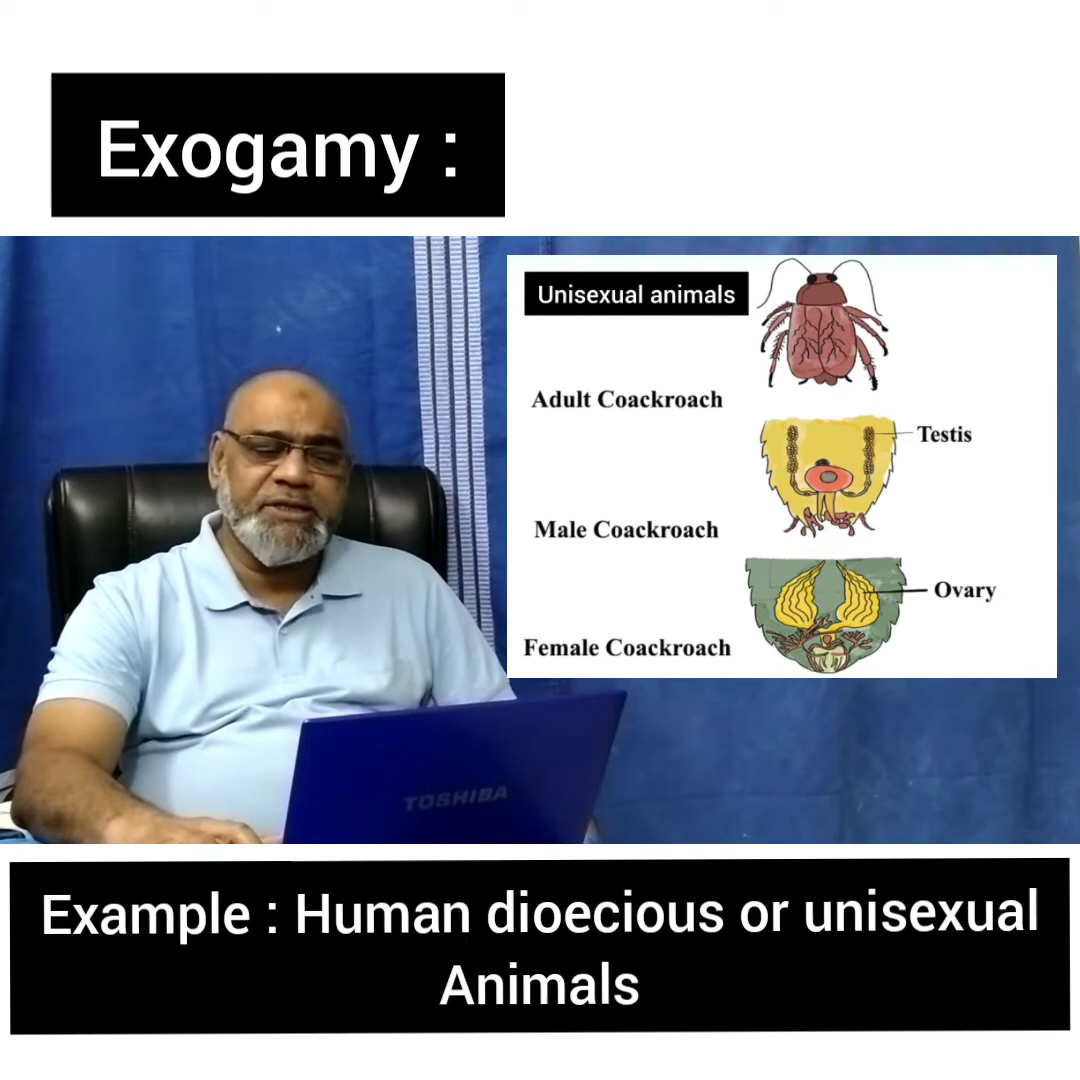 Exogamy :
Unisexual animals
Adult Coackroach
Testis
Male Coackroach
Ovary
Female Coackroach
TOSHIBA
Example : Human dioecious or unisexual
Animals